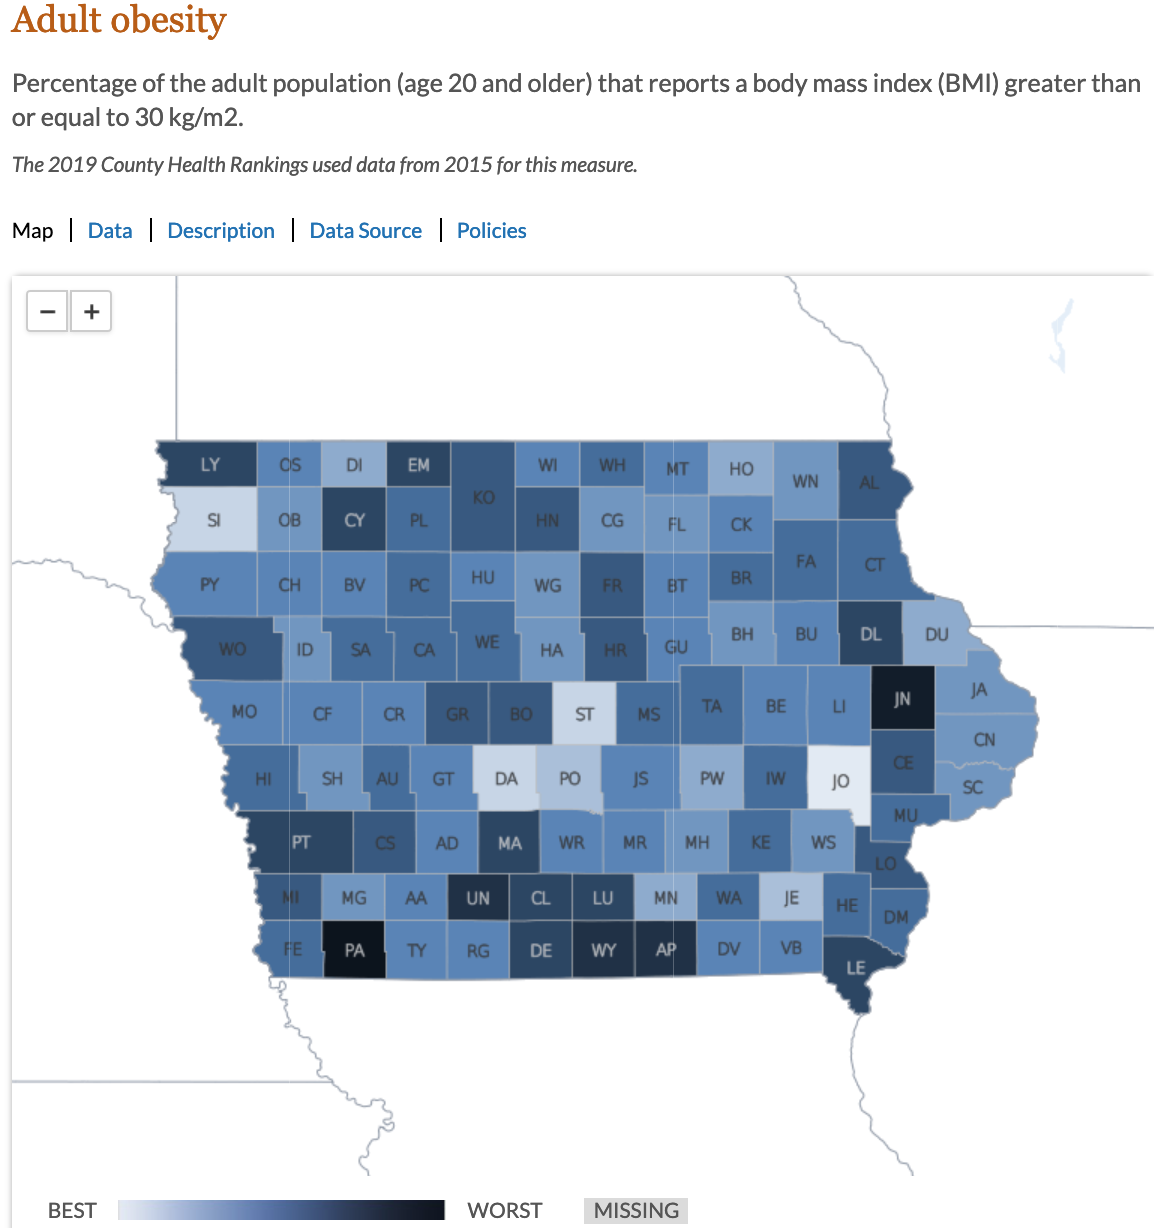 Adult obesity
Percentage of the adult population (age 20 and older) that reports a body mass index (BMI) greater than
or equal to 30 kg/m2.
The 2019 County Health Rankings used data from 2015 for this measure.
Map | Data | Description | Data Source | Policies
− +
LY OS DI EM KO WI WH MT HO WN AL
SI OB CY PL HN CG FL CK
PY CH BV PC HU WG FR BT BR FA CT
WO ID SA CA WE HA HR GU BH BU DL DU
MO CF CR GR BO ST MS TA BE LI JN JA
CN
HI SH AU GT DA PO JS PW IW JO CE SC
PT CS AD MA WR MR MH KE WS MU
LO
MI MG AA UN CL LU MN WA JE HE DM
FE PA TY RG DE WY AP DV VB LE
BEST WORST MISSING